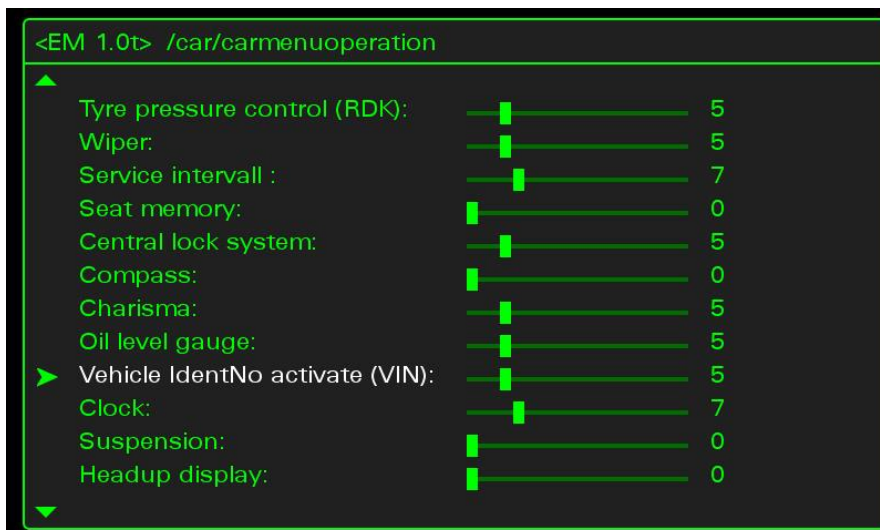 <EM 1.0t> /car/carmenuoperation
Tyre pressure control (RDK): 5
Wiper: 5
Service intervall : 7
Seat memory: 0
Central lock system: 5
Compass: 0
Charisma: 5
Oil level gauge: 5
Vehicle IdentNo activate (VIN): 5
Clock: 7
Suspension: 0
Headup display: 0